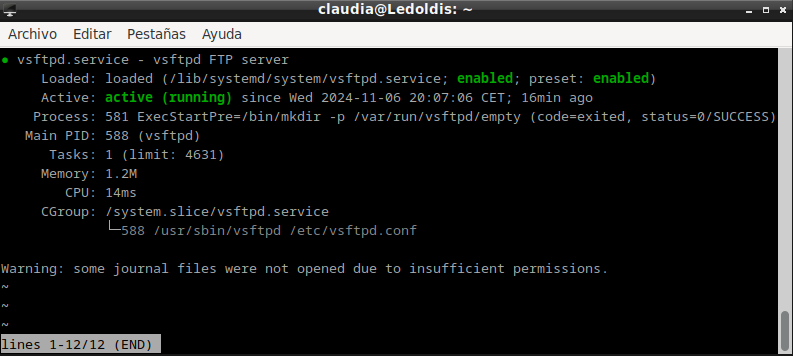 claudia@Ledoldis: ~
Archivo Editar Pestañas Ayuda
● vsftpd.service - vsftpd FTP server
     Loaded: loaded (/lib/systemd/system/vsftpd.service; enabled; preset: enabled)
     Active: active (running) since Wed 2024-11-06 20:07:06 CET; 16min ago
    Process: 581 ExecStartPre=/bin/mkdir -p /var/run/vsftpd/empty (code=exited, status=0/SUCCESS)
   Main PID: 588 (vsftpd)
      Tasks: 1 (limit: 4631)
     Memory: 1.2M
        CPU: 14ms
     CGroup: /system.slice/vsftpd.service
             └─588 /usr/sbin/vsftpd /etc/vsftpd.conf
Warning: some journal files were not opened due to insufficient permissions.
~
~
~
lines 1-12/12 (END)